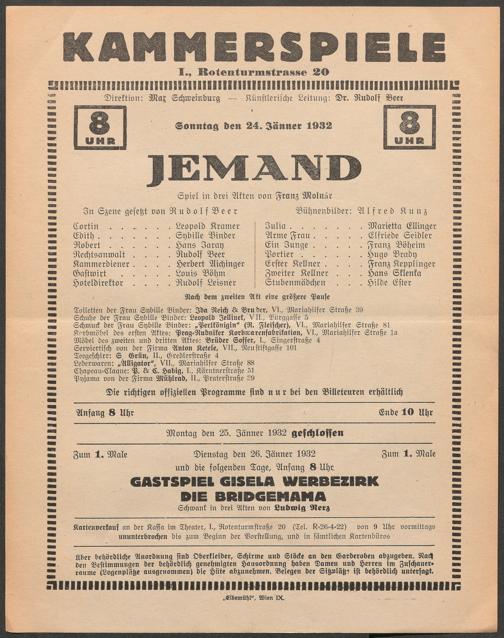 KAMMERSPIELE
I., Rotenturmstrasse 20
Direktion: Max Schweinburg — Künstlerische Leitung: Dr. Rudolf Beer
8 UHR
Sonntag den 24. Jänner 1932
8 UHR
JEMAND
Spiel in drei Akten von Franz Molnár
In Szene gesetzt von Rudolf Beer
Bühnenbilder: Alfred Kunz
Cortin . . . . . . Leopold Kramer
Edith . . . . . . Sybille Binder
Robert . . . . . . Hans Jaray
Rechtsanwalt . . . Rudolf Beer
Kammerdiener . . . Herbert Aichinger
Gastwirt . . . . . Louis Böhm
Hoteldirektor . . . Rudolf Leisner
Julia . . . . . . Marietta Ellinger
Arme Frau . . . . Elfriede Seidler
Ein Junge . . . . Franz Böheim
Portier . . . . . Hugo Brady
Erster Kellner . . . Franz Kepplinger
Zweiter Kellner . . Hans Sklenka
Stubenmädchen . . Hilde Ester
Nach dem zweiten Akt eine größere Pause
Toiletten der Frau Sybille Binder: Ida Reich & Bruder, VI., Mariahilfer Straße 39
Schuhe der Frau Sybille Binder: Leopold Jellinek, VII., Burggasse 5
Schmuck der Frau Sybille Binder: „Perlkönigin" (R. Fleischer), VI., Mariahilfer Straße 81
Korbmöbel des ersten Aktes: Prag-Rudniker Korbwarenfabrikation, VI., Mariahilfer Straße 1a
Möbel des zweiten und dritten Aktes: Brüder I., Singerstraße 4
Serviertisch von der Firma Anton VII., Neustiftgasse 101
S. Grün, II., 4
Lederwaren: „Alligator", VII., Mariahilfer Straße 88
Chapeau-Claque: P. & C. Habig, I., Kärntnerstraße 51
Pyjama von der Firma Mühlrad, II., Praterstraße 29
Die richtigen offiziellen Programme sind nur bei den Billeteuren erhältlich
Anfang 8 Uhr
Ende 10 Uhr
Montag den 25. Jänner 1932 geschlossen
Zum 1. Male
Dienstag den 26. Jänner 1932
Zum 1. Male
und die folgenden Tage, Anfang 8 Uhr
GASTSPIEL GISELA WERBEZIRK
DIE BRIDGEMAMA
Schwank in drei Akten von Ludwig Nerz
Kartenverkauf an der Kassa im Theater, I., Rotenturmstraße 20 (Tel. R-26-4-22) von 9 Uhr vormittags
ununterbrochen bis zum Beginn der Vorstellung, und in sämtlichen Kartenbüros
Über behördliche Anordnung sind Oberkleider, Schirme und Stöcke an den Garderoben abzugeben. Nach
den Bestimmungen der behördlich genehmigten Hausordnung haben Damen und Herren im Zuschauer-
raume (Logenplätze ausgenommen) die Hüte abzunehmen. Belegen der Sitzplätze ist behördlich untersagt.
„Elbemühl", Wien IX.